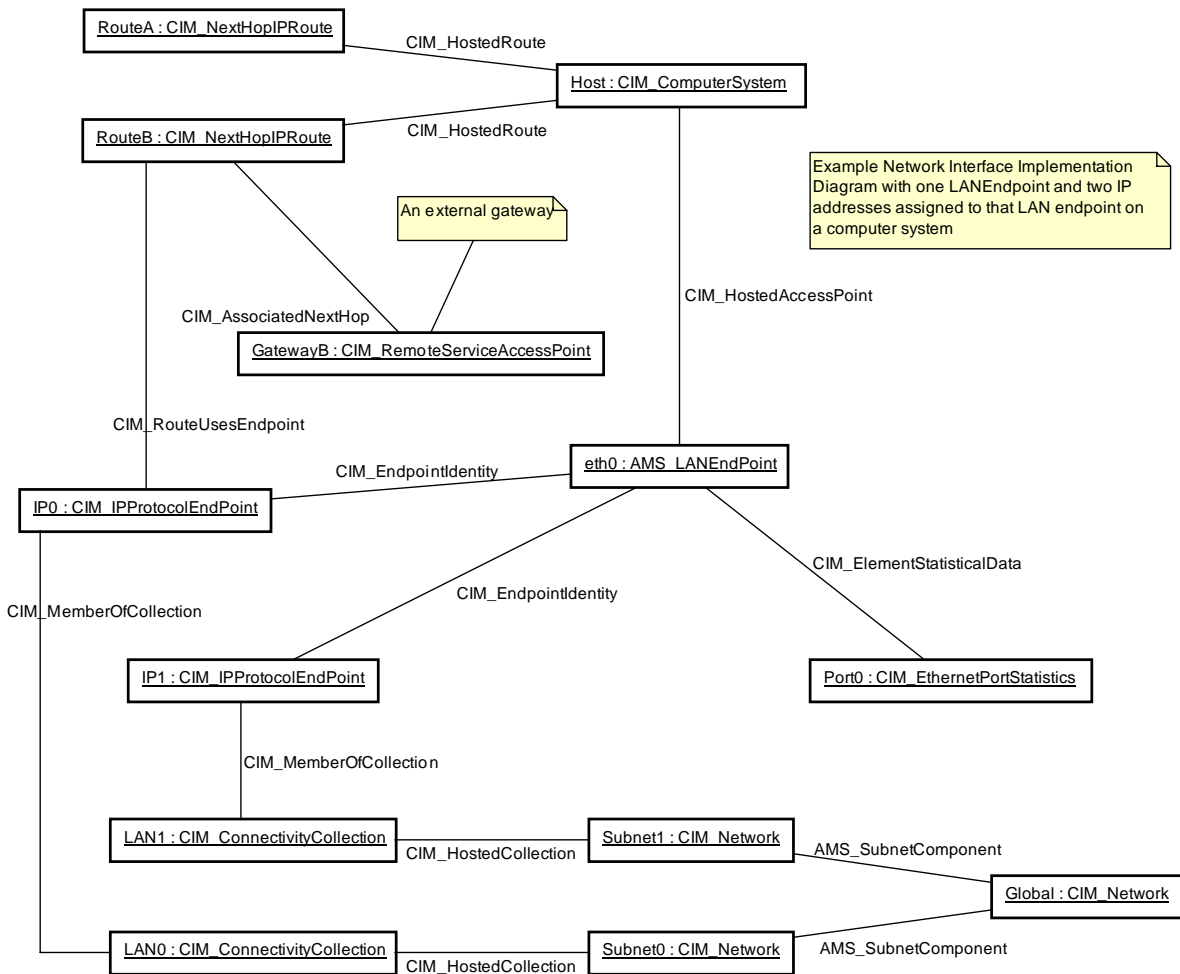 RouteA : CIM_NextHopIPRoute
CIM_HostedRoute
Host : CIM_ComputerSystem
RouteB : CIM_NextHopIPRoute
CIM_HostedRoute
Example Network Interface Implementation
Diagram with one LANEndpoint and two IP
addresses assigned to that LAN endpoint on
a computer system
An external gateway
CIM_HostedAccessPoint
CIM_AssociatedNextHop
GatewayB : CIM_RemoteServiceAccessPoint
CIM_RouteUsesEndpoint
eth0 : AMS_LANEndPoint
CIM_EndpointIdentity
IP0 : CIM_IPProtocolEndPoint
CIM_ElementStatisticalData
CIM_EndpointIdentity
CIM_MemberOfCollection
IP1 : CIM_IPProtocolEndPoint
Port0 : CIM_EthernetPortStatistics
CIM_MemberOfCollection
LAN1 : CIM_ConnectivityCollection
CIM_HostedCollection
Subnet1 : CIM_Network
AMS_SubnetComponent
Global : CIM_Network
LAN0 : CIM_ConnectivityCollection
CIM_HostedCollection
Subnet0 : CIM_Network
AMS_SubnetComponent